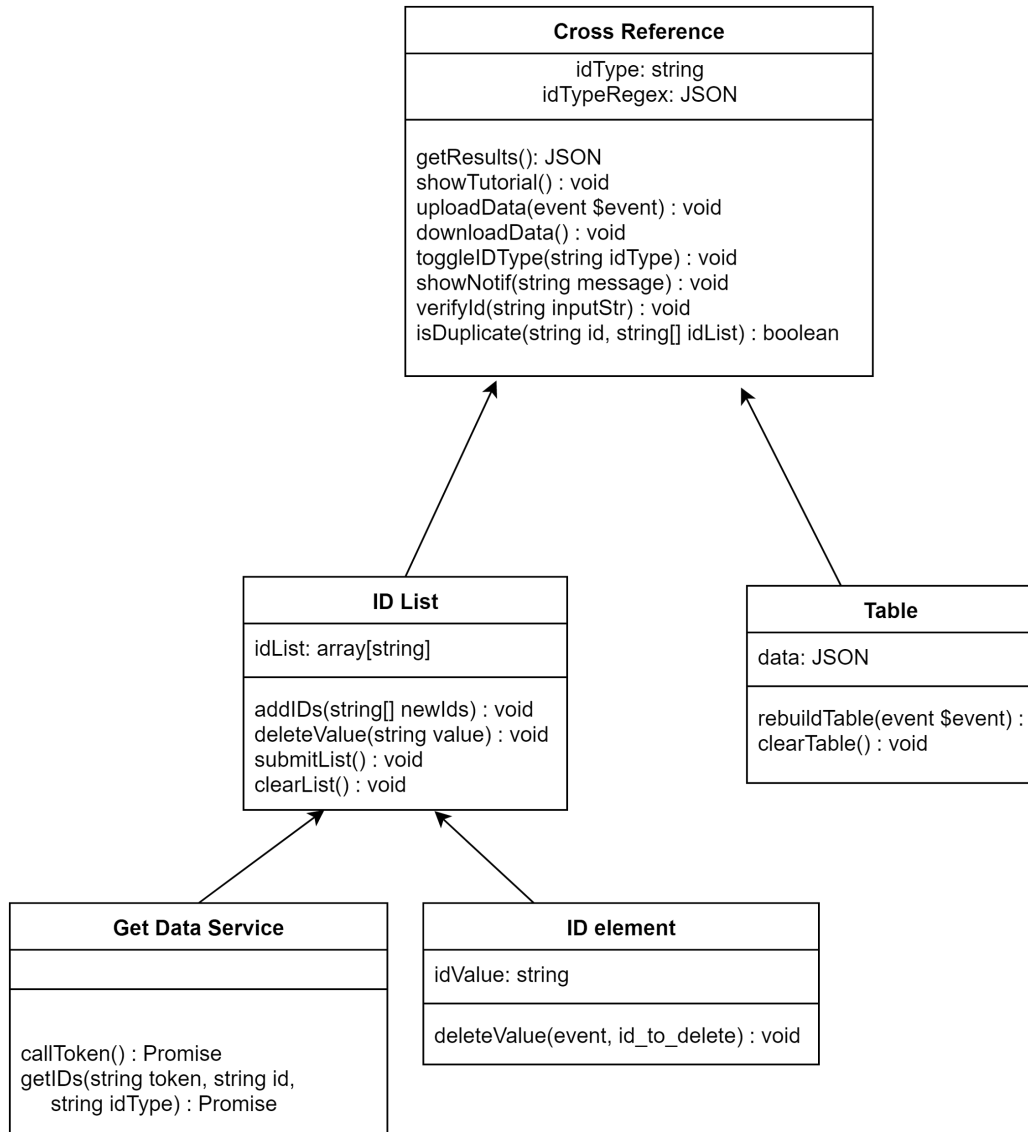 Cross Reference
idType: string
idTypeRegex: JSON
getResults(): JSON
showTutorial() : void
uploadData(event $event) : void
downloadData() : void
toggleIDType(string idType) : void
showNotif(string message) : void
verifyId(string inputStr) : void
isDuplicate(string id, string[] idList) : boolean
ID List
idList: array[string]
addIDs(string[] newIds) : void
deleteValue(string value) : void
submitList() : void
clearList() : void
Table
data: JSON
rebuildTable(event $event) :
clearTable() : void
Get Data Service
callToken() : Promise
getIDs(string token, string id,
string idType) : Promise
ID element
idValue: string
deleteValue(event, id_to_delete) : void